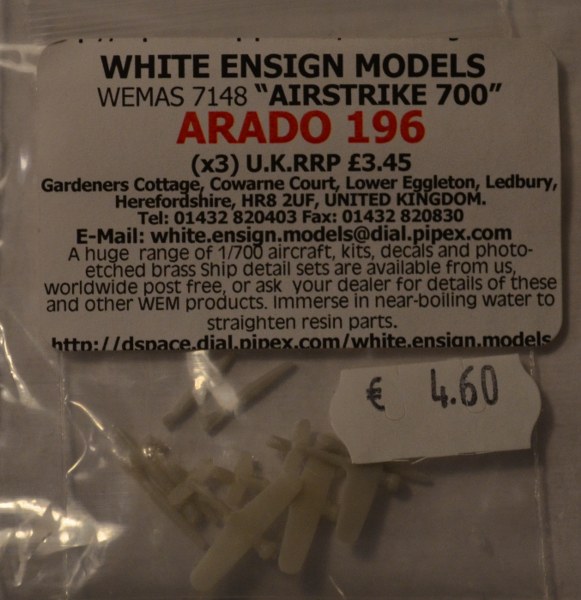 WHITE ENSIGN MODELS
WEMAS 7148 “AIRSTRIKE 700”
ARADO 196
(x3) U.K.RRP £3.45
Gardeners Cottage, Cowarne Court, Lower Eggleton, Ledbury,
Herefordshire, HR8 2UF, UNITED KINGDOM.
Tel: 01432 820403 Fax: 01432 820830
E-Mail: white.ensign.models@dial.pipex.com
A huge range of 1/700 aircraft, kits, decals and photo-
etched brass Ship detail sets are available from us,
worldwide post free, or ask your dealer for details of these
and other WEM products. Immerse in near-boiling water to
straighten resin parts.
http://dspace.dial.pipex.com/white.ensign.models
€ 4.60